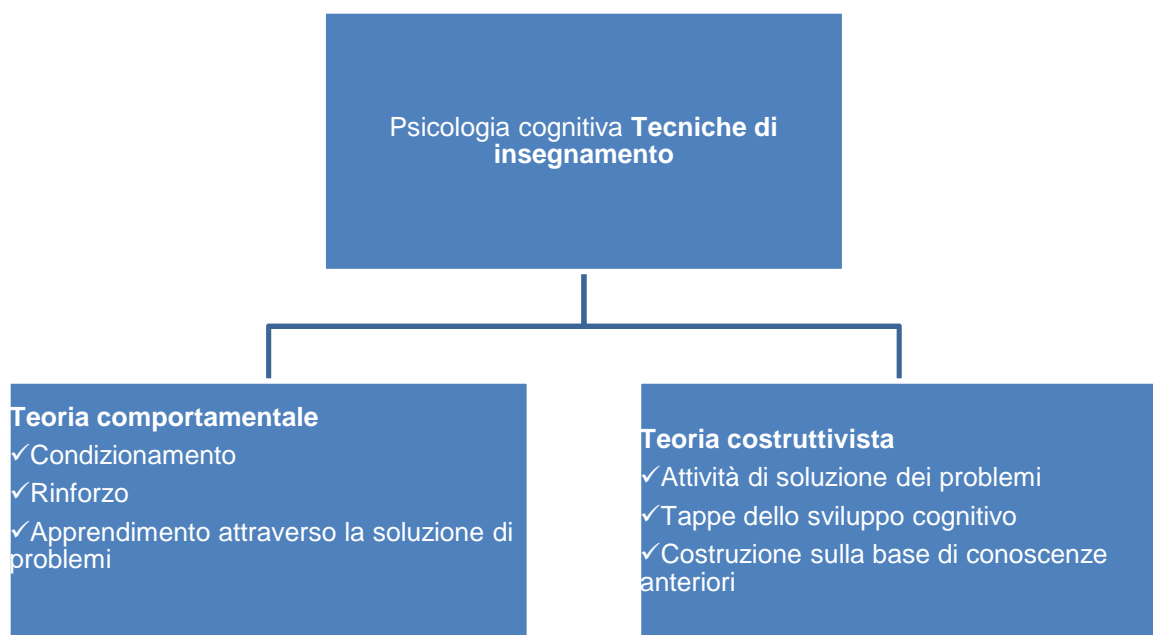 Psicologia cognitiva Tecniche di
insegnamento
Teoria comportamentale
✓Condizionamento
✓Rinforzo
✓Apprendimento attraverso la soluzione di
problemi
Teoria costruttivista
✓Attività di soluzione dei problemi
✓Tappe dello sviluppo cognitivo
✓Costruzione sulla base di conoscenze
anteriori